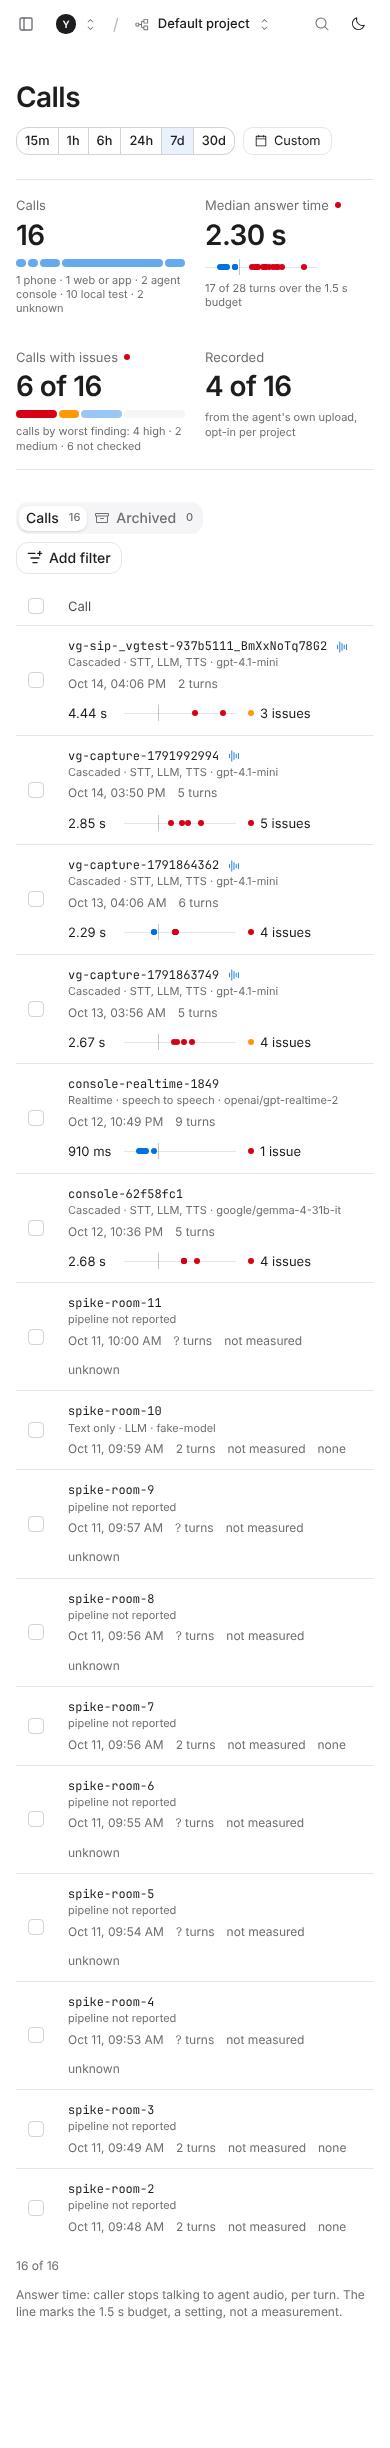 Y / Default project
Calls
15m 1h 6h 24h 7d 30d Custom
Calls
16
1 phone · 1 web or app · 2 agent
console · 10 local test · 2
unknown
Median answer time
2.30 s
17 of 28 turns over the 1.5 s
budget
Calls with issues
6 of 16
calls by worst finding: 4 high · 2
medium · 6 not checked
Recorded
4 of 16
from the agent's own upload,
opt-in per project
Calls 16 Archived 0
Add filter
Call
vg-sip-_vgtest-937b5111_BmXxNoTq78G2
Cascaded · STT, LLM, TTS · gpt-4.1-mini
Oct 14, 04:06 PM 2 turns
4.44 s 3 issues
vg-capture-1791992994
Cascaded · STT, LLM, TTS · gpt-4.1-mini
Oct 14, 03:50 PM 5 turns
2.85 s 5 issues
vg-capture-1791864362
Cascaded · STT, LLM, TTS · gpt-4.1-mini
Oct 13, 04:06 AM 6 turns
2.29 s 4 issues
vg-capture-1791863749
Cascaded · STT, LLM, TTS · gpt-4.1-mini
Oct 13, 03:56 AM 5 turns
2.67 s 4 issues
console-realtime-1849
Realtime · speech to speech · openai/gpt-realtime-2
Oct 12, 10:49 PM 9 turns
910 ms 1 issue
console-62f58fc1
Cascaded · STT, LLM, TTS · google/gemma-4-31b-it
Oct 12, 10:36 PM 5 turns
2.68 s 4 issues
spike-room-11
pipeline not reported
Oct 11, 10:00 AM ? turns not measured
unknown
spike-room-10
Text only · LLM · fake-model
Oct 11, 09:59 AM 2 turns not measured none
spike-room-9
pipeline not reported
Oct 11, 09:57 AM ? turns not measured
unknown
spike-room-8
pipeline not reported
Oct 11, 09:56 AM ? turns not measured
unknown
spike-room-7
pipeline not reported
Oct 11, 09:56 AM 2 turns not measured none
spike-room-6
pipeline not reported
Oct 11, 09:55 AM ? turns not measured
unknown
spike-room-5
pipeline not reported
Oct 11, 09:54 AM ? turns not measured
unknown
spike-room-4
pipeline not reported
Oct 11, 09:53 AM ? turns not measured
unknown
spike-room-3
pipeline not reported
Oct 11, 09:49 AM 2 turns not measured none
spike-room-2
pipeline not reported
Oct 11, 09:48 AM 2 turns not measured none
16 of 16
Answer time: caller stops talking to agent audio, per turn. The
line marks the 1.5 s budget, a setting, not a measurement.